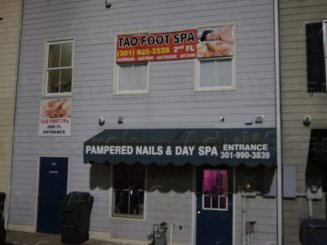 TAO FOOT SPA
(301) 926-2528 2nd FL
TAO FOOT SPA
2ND FL
ENTRANCE
PAMPERED NAILS & DAY SPA
ENTRANCE
301-990-3839